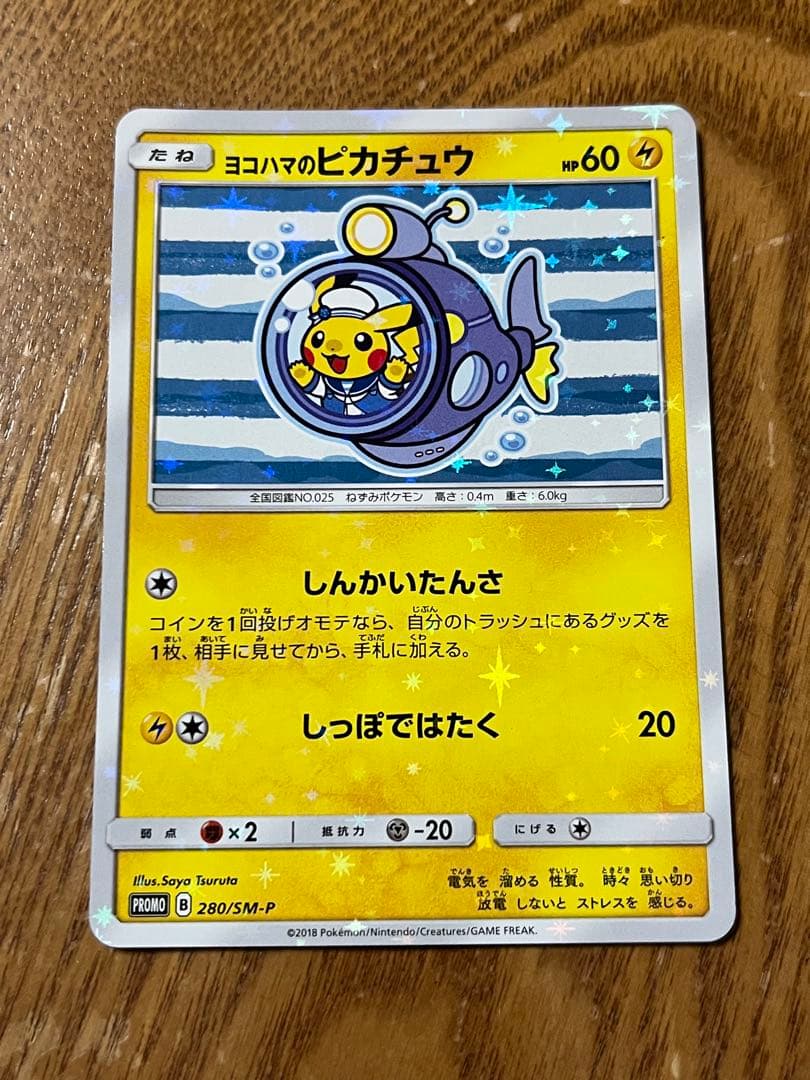 たね ヨコハマのピカチュウ HP60
全国図鑑NO.025 ねずみポケモン 高さ:0.4m 重さ:6.0kg
しんかいたんさ
コインを1回投げオモテなら、自分のトラッシュにあるグッズを
1枚、相手に見せてから、手札に加える。
しっぽではたく 20
弱点 ×2 抵抗力 -20 にげる
Illus.Saya Tsuruta
電気を 溜める 性質。 時々 思い切り
放電 しないと ストレスを 感じる。
PROMO B 280/SM-P
©2018 Pokémon/Nintendo/Creatures/GAME FREAK.